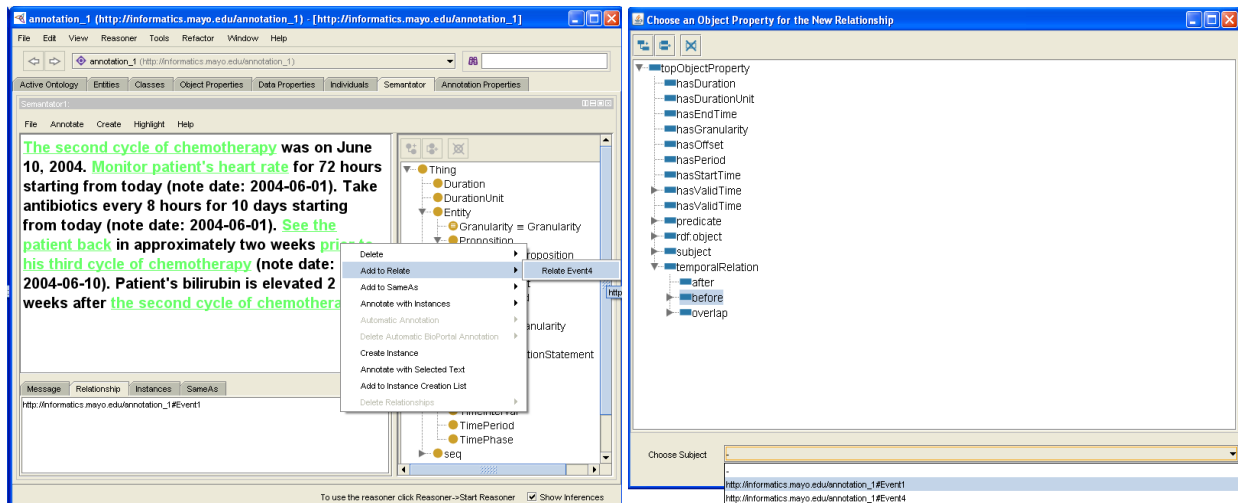 annotation_1 (http://informatics.mayo.edu/annotation_1) - [http://informatics.mayo.edu/annotation_1]
File Edit View Reasoner Tools Refactor Window Help
annotation_1 (http://informatics.mayo.edu/annotation_1)
Active Ontology Entities Classes Object Properties Data Properties Individuals Semantator Annotation Properties
Semantator1:
File Annotate Create Highlight Help
The second cycle of chemotherapy was on June
10, 2004. Monitor patient's heart rate for 72 hours
starting from today (note date: 2004-06-01). Take
antibiotics every 8 hours for 10 days starting
from today (note date: 2004-06-01). See the
patient back in approximately two weeks prior to
his third cycle of chemotherapy (note date:
2004-06-10). Patient's bilirubin is elevated 2
weeks after the second cycle of chemothera
Thing
Duration
DurationUnit
Entity
Granularity ≡ Granularity
Proposition
roposition
anularity
tionStatement
TimeInterval
TimePeriod
TimePhase
seq
Delete
Add to Relate
Relate Event4
Add to SameAs
Annotate with Instances
Automatic Annotation
Delete Automatic BioPortal Annotation
Create Instance
Annotate with Selected Text
Add to Instance Creation List
Delete Relationships
http
Message Relationship Instances SameAs
http://informatics.mayo.edu/annotation_1#Event1
To use the reasoner click Reasoner->Start Reasoner Show Inferences
Choose an Object Property for the New Relationship
topObjectProperty
hasDuration
hasDurationUnit
hasEndTime
hasGranularity
hasOffset
hasPeriod
hasStartTime
hasValidTime
hasValidTime
predicate
rdf:object
subject
temporalRelation
after
before
overlap
Choose Subject -
-
http://informatics.mayo.edu/annotation_1#Event1
http://informatics.mayo.edu/annotation_1#Event4